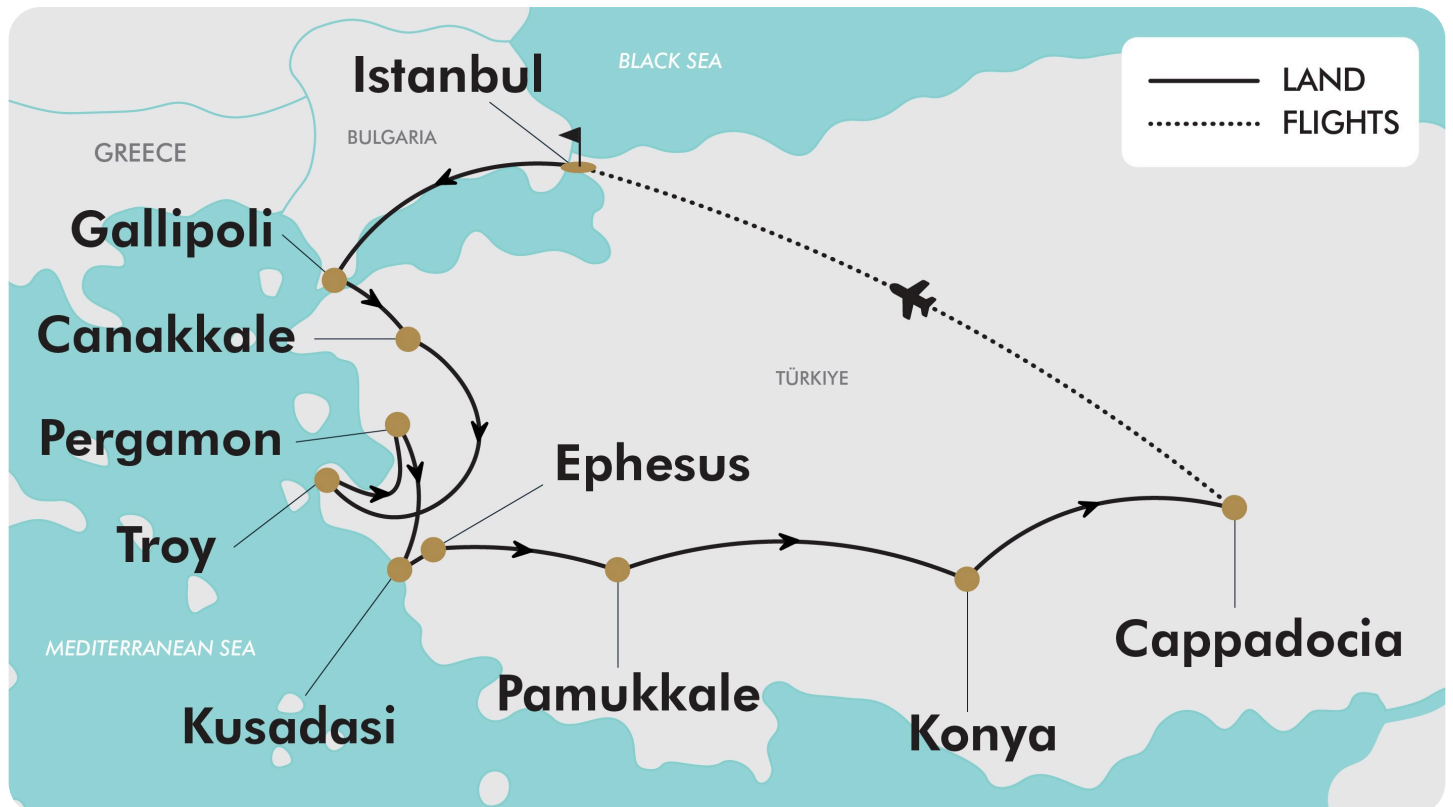 Istanbul
BLACK SEA
LAND
FLIGHTS
BULGARIA
GREECE
Gallipoli
Canakkale
TÜRKIYE
Pergamon
Ephesus
Troy
Cappadocia
MEDITERRANEAN SEA
Pamukkale
Kusadasi
Konya